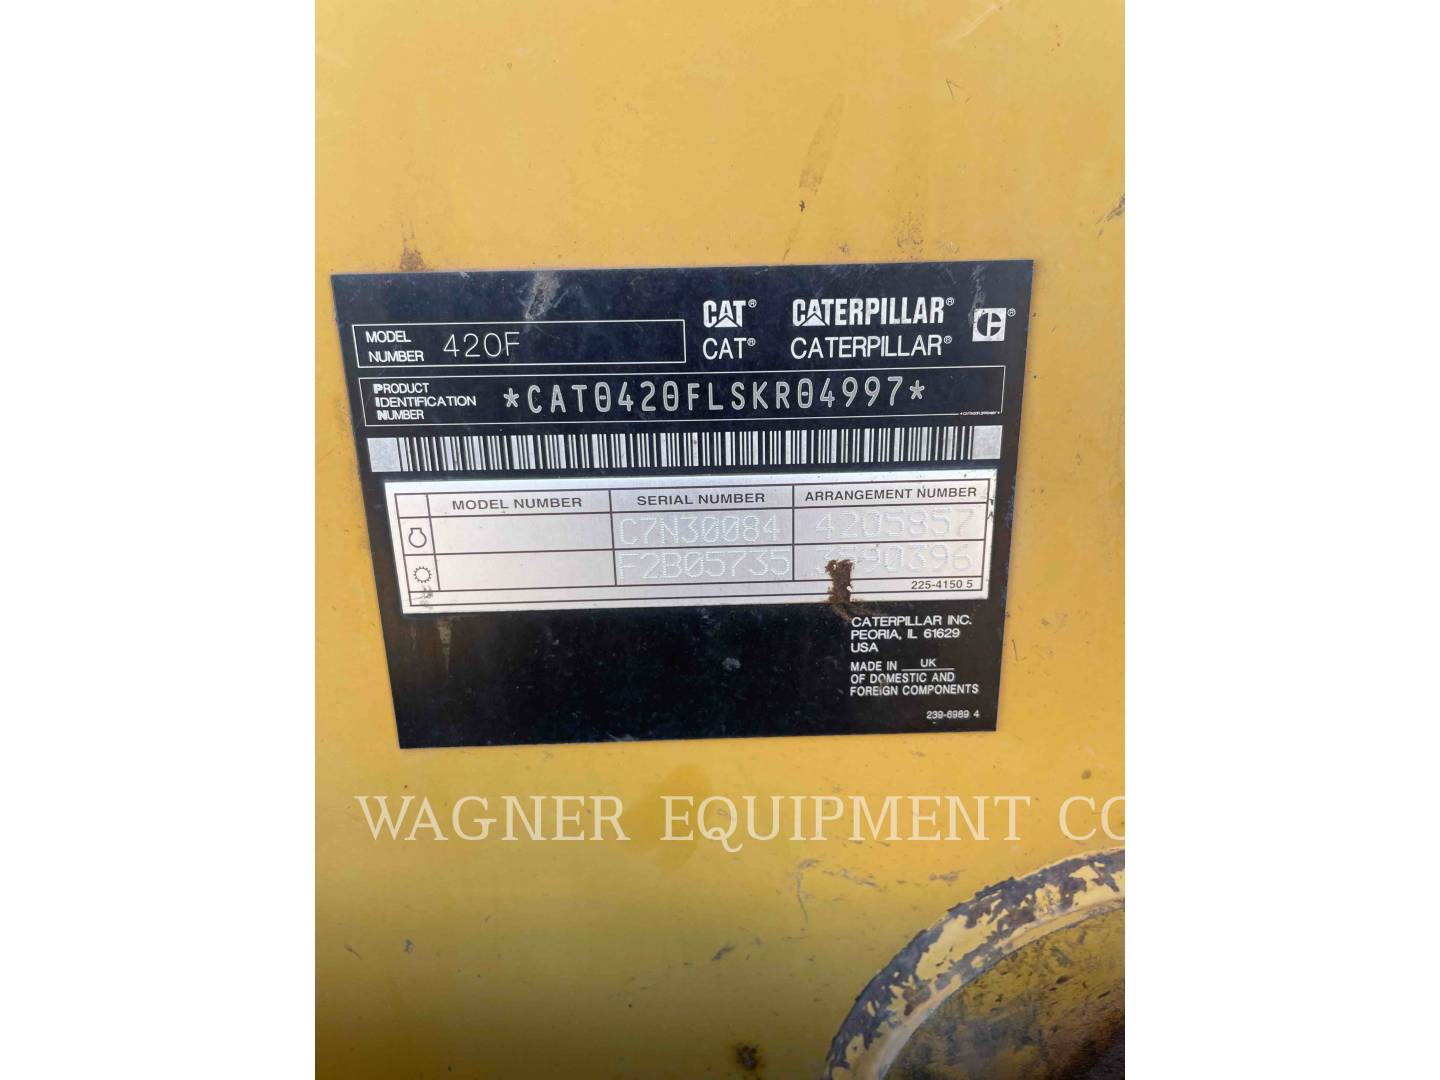 CAT® CATERPILLAR®
CAT® CATERPILLAR®
MODEL NUMBER 420F
PRODUCT IDENTIFICATION NUMBER *CAT0420FLSKR04997*
MODEL NUMBER SERIAL NUMBER ARRANGEMENT NUMBER
C7N30084 4205857
F2B05735
225-4150 5
CATERPILLAR INC.
PEORIA, IL 61629
USA
MADE IN UK
OF DOMESTIC AND
FOREIGN COMPONENTS
239-6989 4
WAGNER EQUIPMENT CO